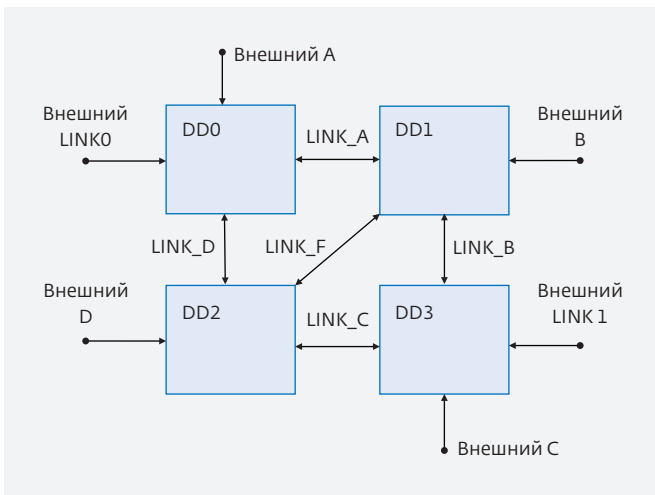 Внешний A
Внешний
LINK0
DD0
LINK_A
DD1
Внешний
B
LINK_D
LINK_F
LINK_B
Внешний
D
DD2
LINK_C
DD3
Внешний
LINK 1
Внешний C